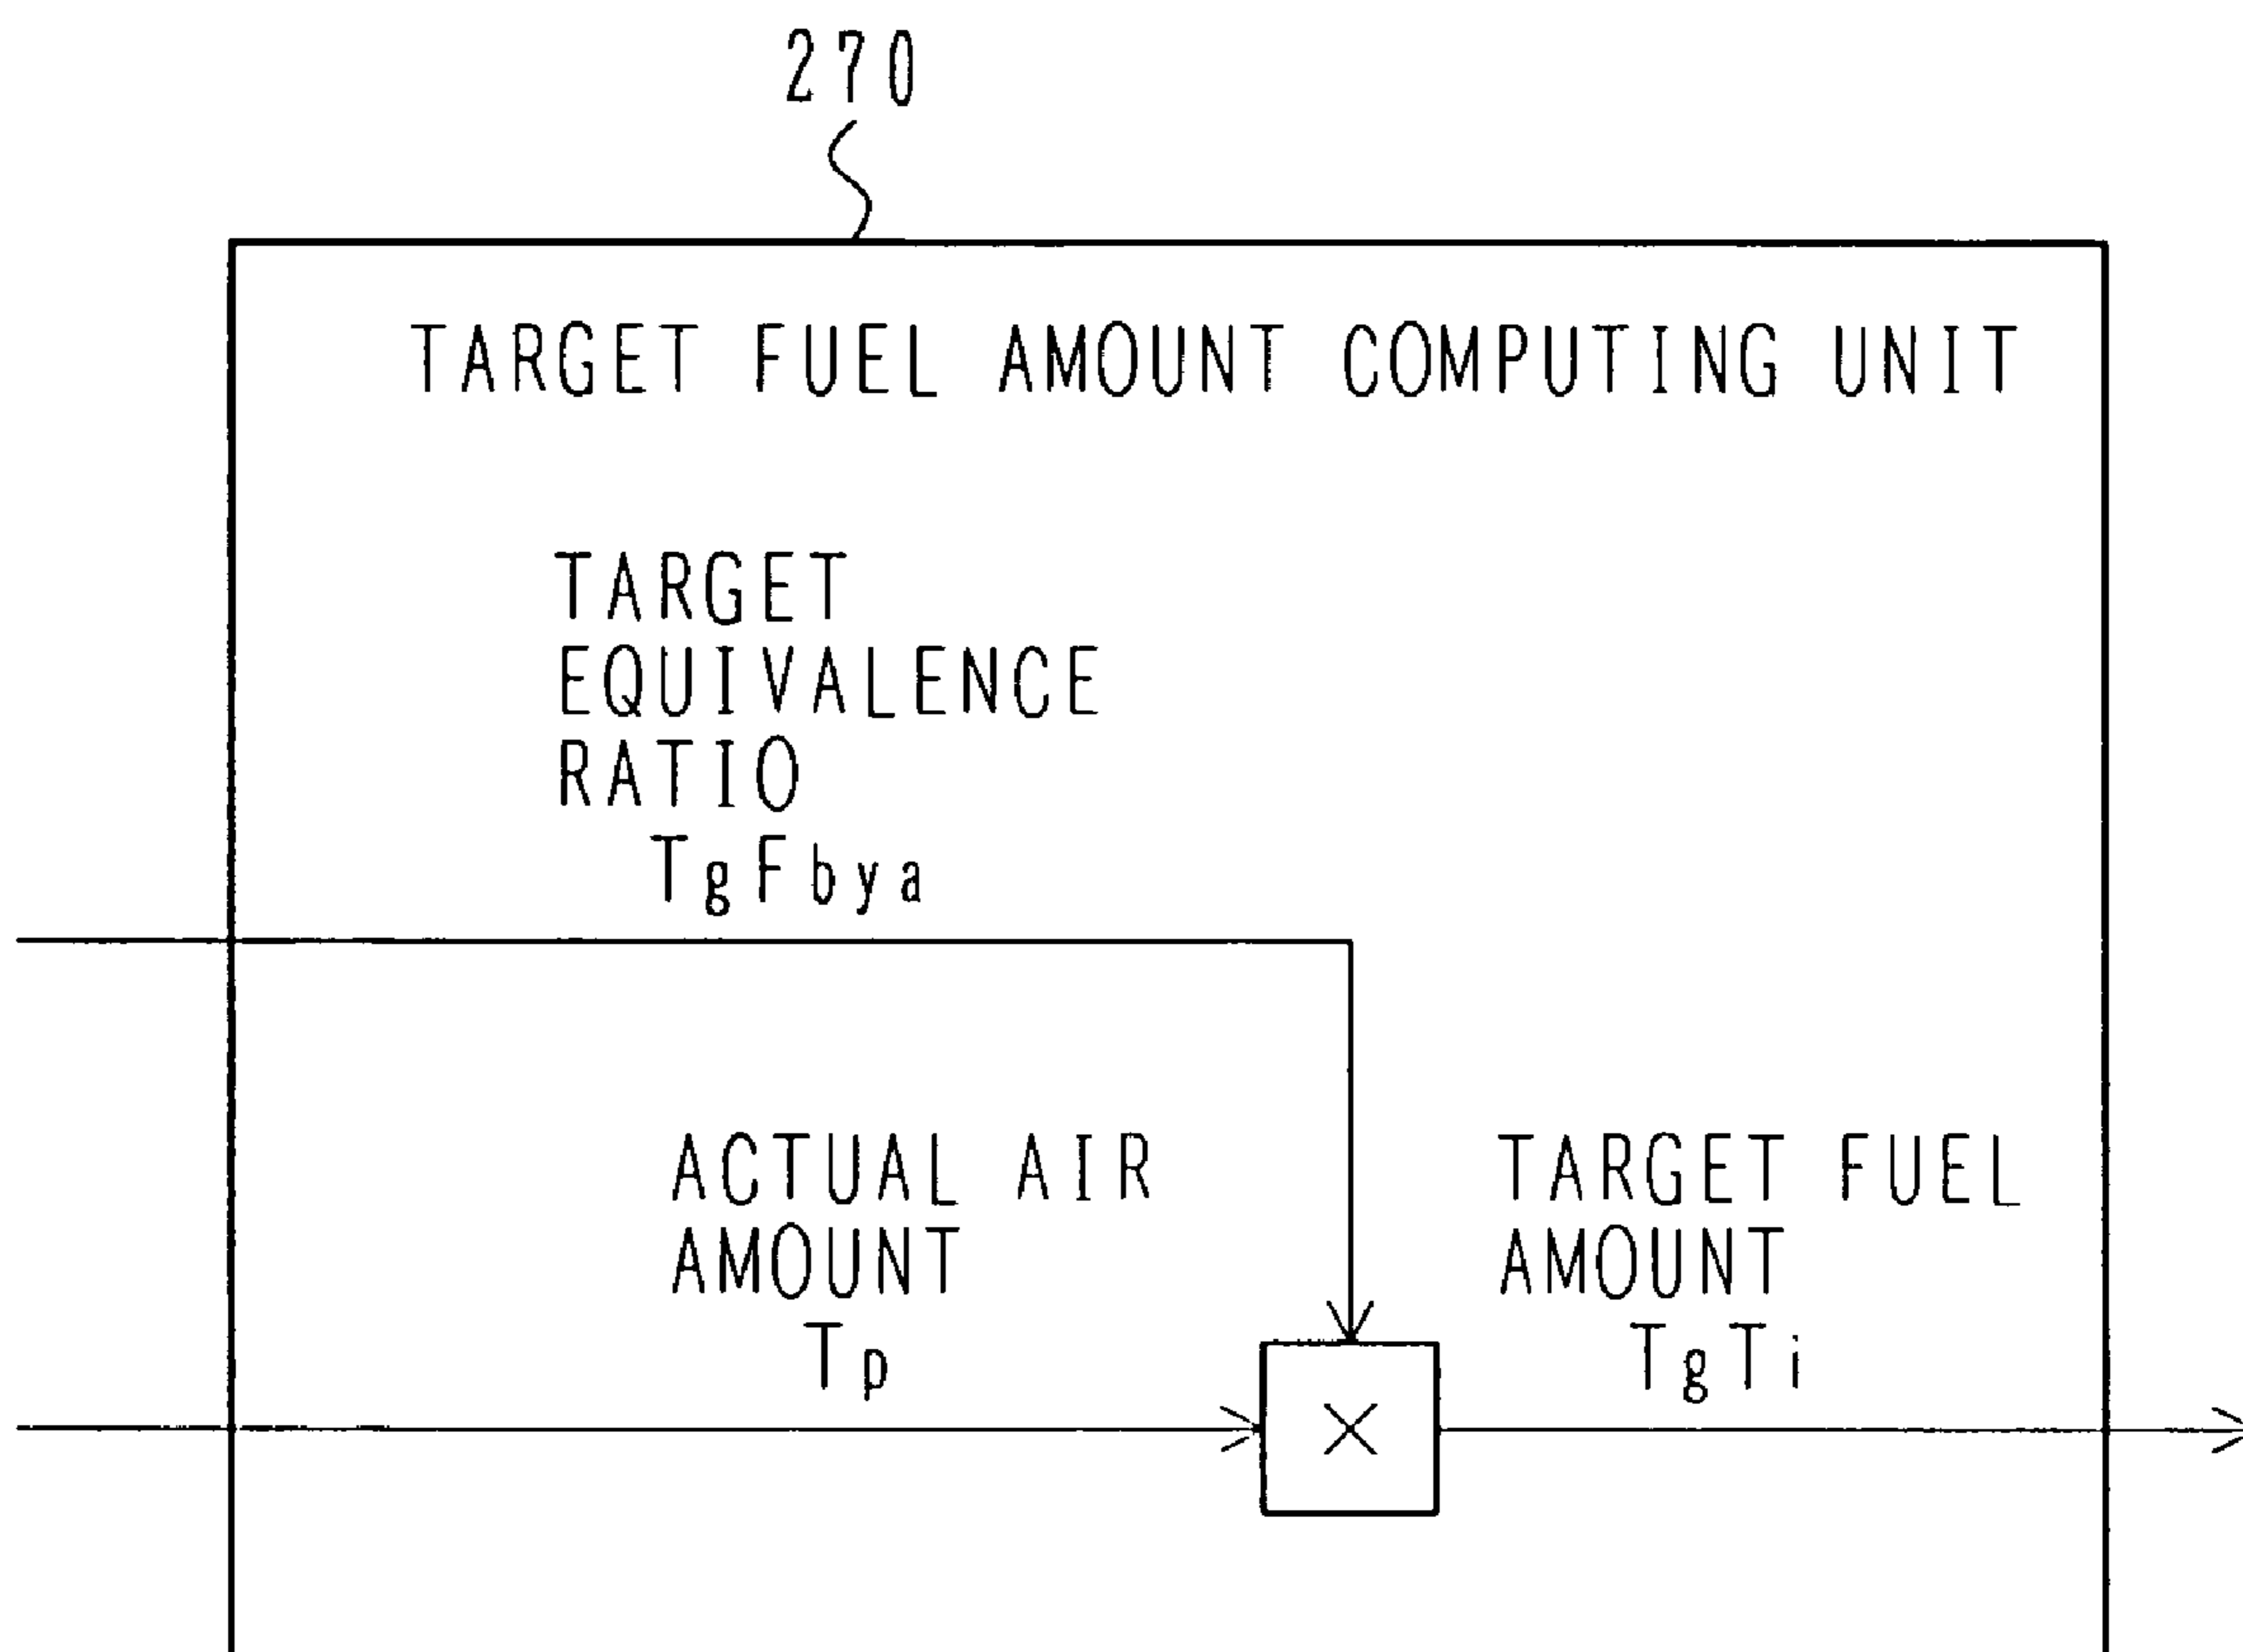 270
TARGET FUEL AMOUNT COMPUTING UNIT
TARGET
EQUIVALENCE
RATIO
TgFbya
ACTUAL AIR
AMOUNT
Tp
TARGET FUEL
AMOUNT
TgTi
×